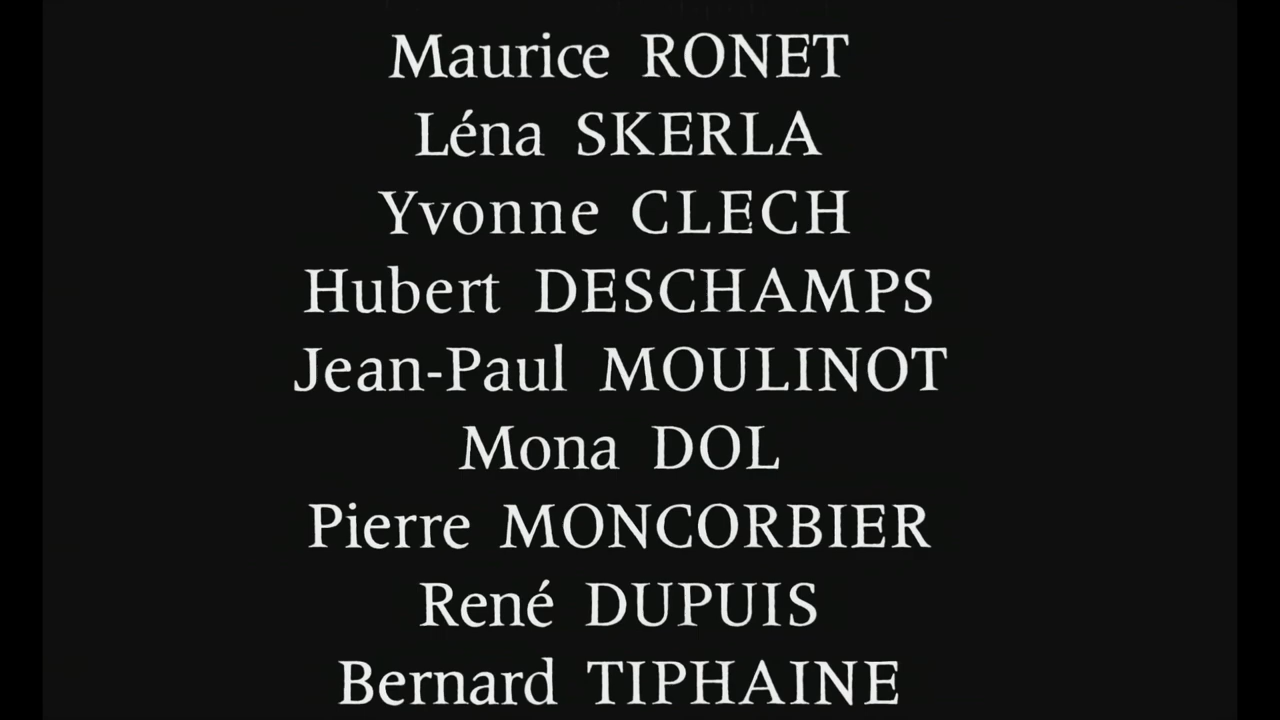 Maurice RONET
Léna SKERLA
Yvonne CLECH
Hubert DESCHAMPS
Jean-Paul MOULINOT
Mona DOL
Pierre MONCORBIER
René DUPUIS
Bernard TIPHAINE